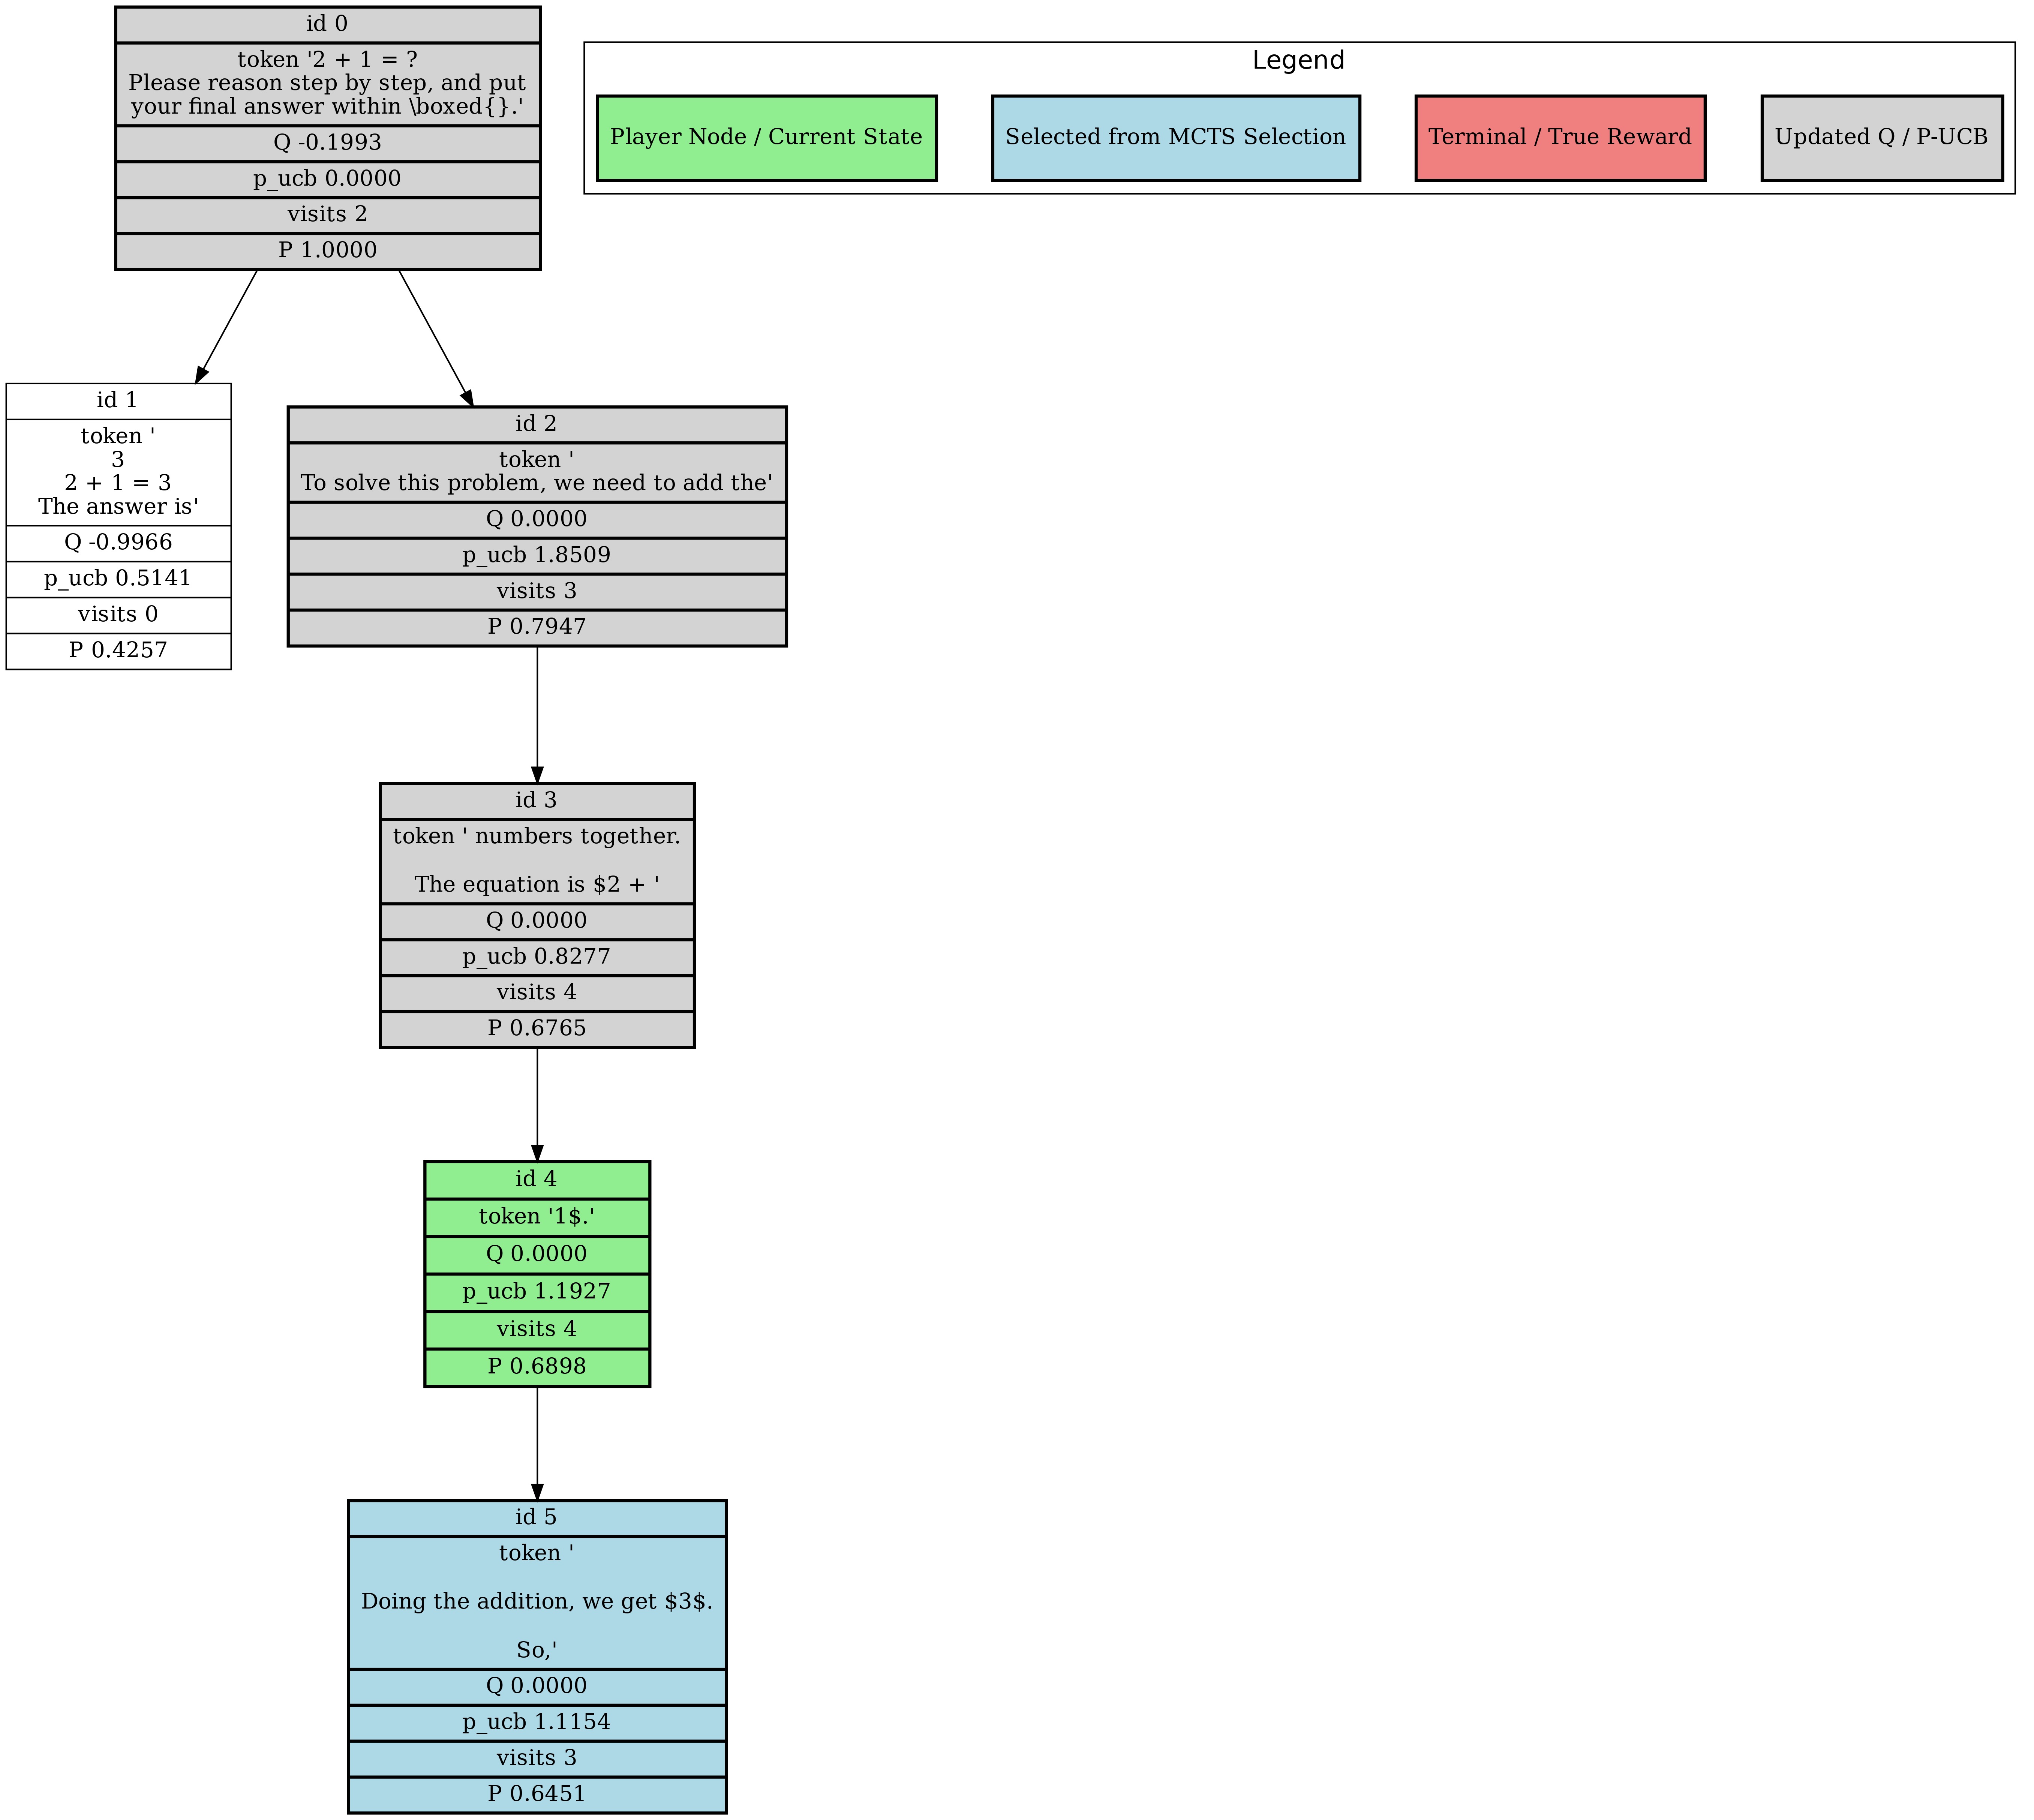 id 0
token '2 + 1 = ?
Please reason step by step, and put
your final answer within \boxed{}.'
Q -0.1993
p_ucb 0.0000
visits 2
P 1.0000
Legend
Player Node / Current State
Selected from MCTS Selection
Terminal / True Reward
Updated Q / P-UCB
id 1
token '
3
2 + 1 = 3
The answer is'
Q -0.9966
p_ucb 0.5141
visits 0
P 0.4257
id 2
token '
To solve this problem, we need to add the'
Q 0.0000
p_ucb 1.8509
visits 3
P 0.7947
id 3
token ' numbers together.
The equation is $2 + '
Q 0.0000
p_ucb 0.8277
visits 4
P 0.6765
id 4
token '1$.'
Q 0.0000
p_ucb 1.1927
visits 4
P 0.6898
id 5
token '
Doing the addition, we get $3$.
So,'
Q 0.0000
p_ucb 1.1154
visits 3
P 0.6451